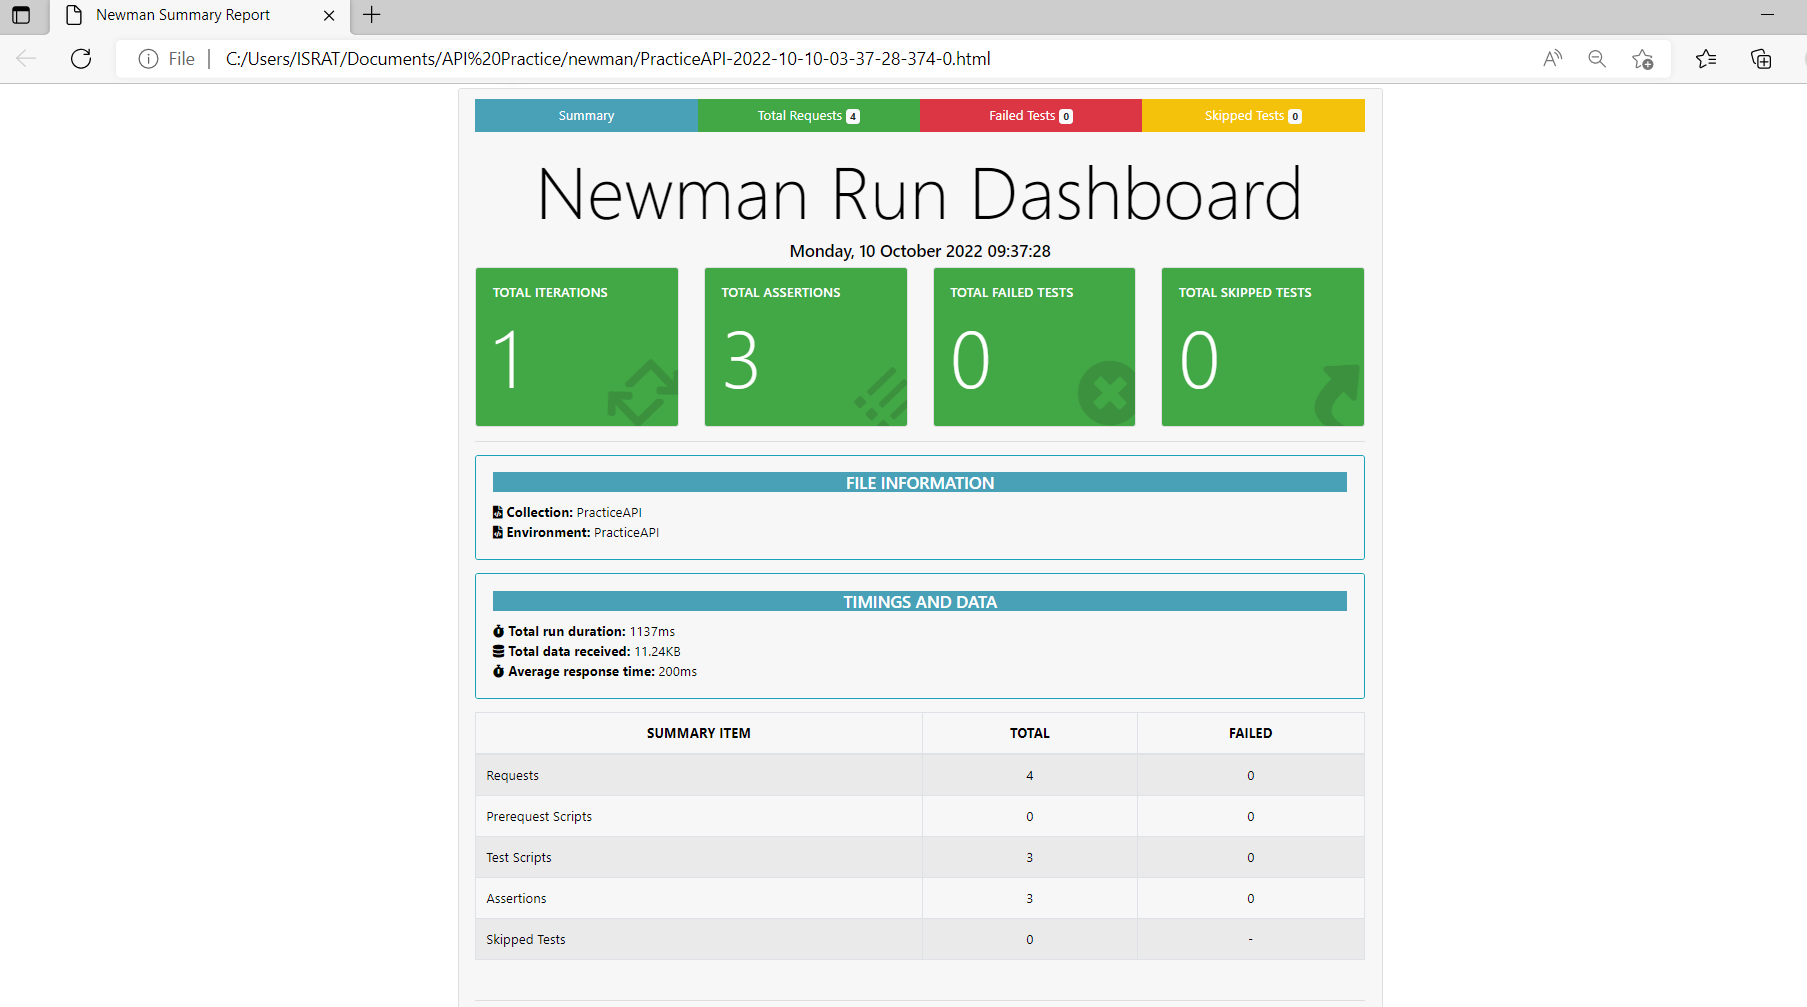 Newman Summary Report
File C:/Users/ISRAT/Documents/API%20Practice/newman/PracticeAPI-2022-10-10-03-37-28-374-0.html
Summary Total Requests 4 Failed Tests 0 Skipped Tests 0
Newman Run Dashboard
Monday, 10 October 2022 09:37:28
TOTAL ITERATIONS TOTAL ASSERTIONS TOTAL FAILED TESTS TOTAL SKIPPED TESTS
1 3 0 0
FILE INFORMATION
Collection: PracticeAPI
Environment: PracticeAPI
TIMINGS AND DATA
Total run duration: 1137ms
Total data received: 11.24KB
Average response time: 200ms
SUMMARY ITEM TOTAL FAILED
Requests 4 0
Prerequest Scripts 0 0
Test Scripts 3 0
Assertions 3 0
Skipped Tests 0 -